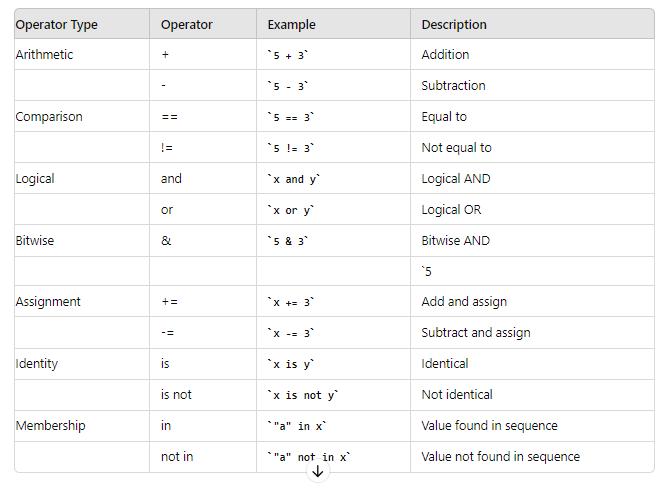 Operator Type Operator Example Description
Arithmetic + `5 + 3` Addition
- `5 - 3` Subtraction
Comparison == `5 == 3` Equal to
!= `5 != 3` Not equal to
Logical and `x and y` Logical AND
or `x or y` Logical OR
Bitwise & `5 & 3` Bitwise AND
`5
Assignment += `x += 3` Add and assign
-= `x -= 3` Subtract and assign
Identity is `x is y` Identical
is not `x is not y` Not identical
Membership in `"a" in x` Value found in sequence
not in `"a" not in x` Value not found in sequence